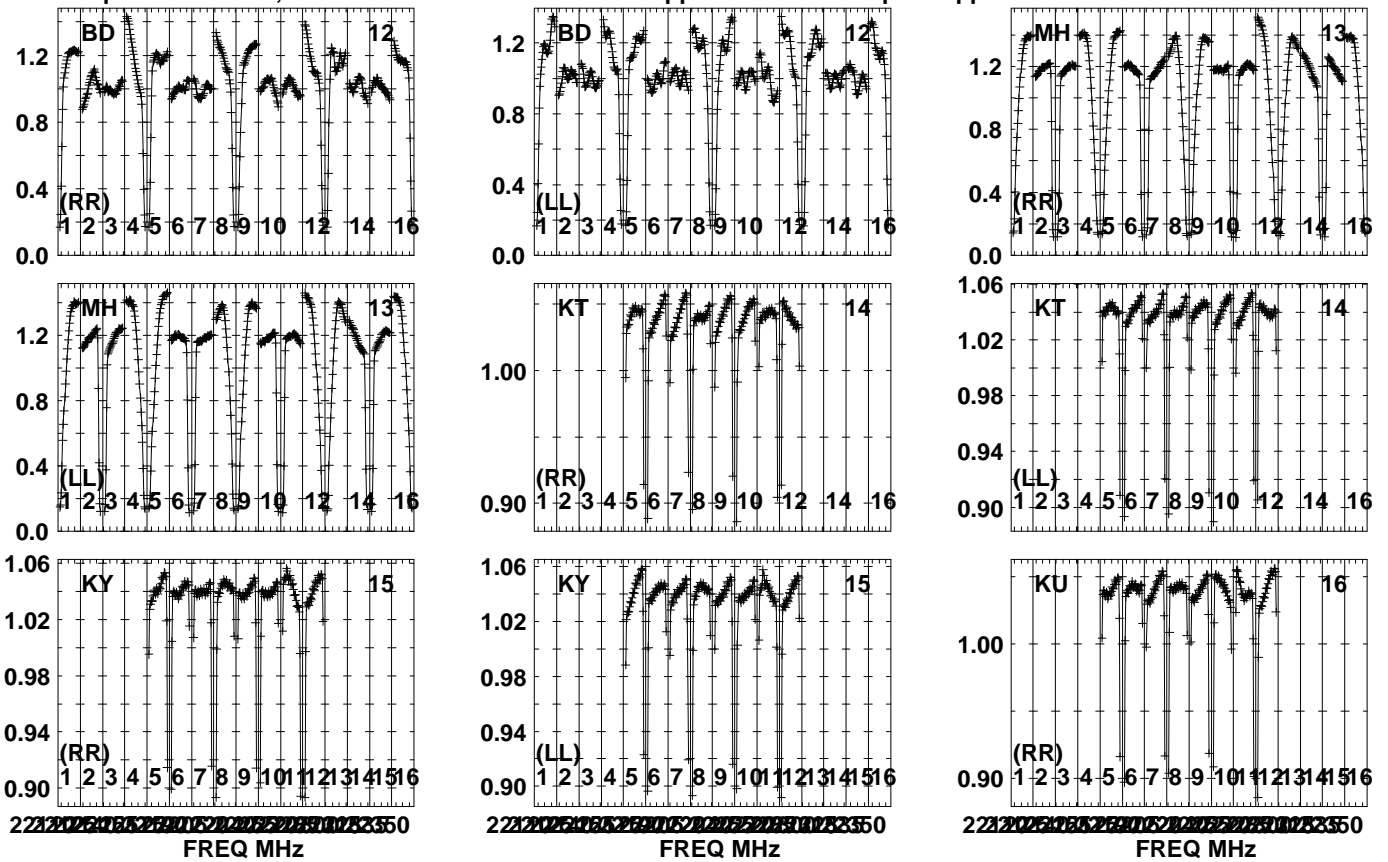 BD 12
1.2
0.8
0.4
0.0
(RR)
1 2 3 4 5 6 7 8 9 10 12 14 16
BD 12
1.2
0.8
0.4
0.0
(LL)
1 2 3 4 5 6 7 8 9 10 12 14 16
MH 13
1.2
0.8
0.4
0.0
(RR)
1 2 3 4 5 6 7 8 9 10 12 14 16
MH 13
1.2
0.8
0.4
0.0
(LL)
1 2 3 4 5 6 7 8 9 10 12 14 16
KT 14
1.00
0.90
(RR)
1 2 3 4 5 6 7 8 9 10 12 14 16
KT 14
1.06
1.02
0.98
0.94
0.90
(LL)
1 2 3 4 5 6 7 8 9 10 12 14 16
KY 15
1.06
1.02
0.98
0.94
0.90
(RR)
1 2 3 4 5 6 7 8 9 10 11 12 13 14 15 16
FREQ MHz
KY 15
1.06
1.02
0.98
0.94
0.90
(LL)
1 2 3 4 5 6 7 8 9 10 11 12 13 14 15 16
FREQ MHz
KU 16
1.00
0.90
(RR)
1 2 3 4 5 6 7 8 9 10 11 12 13 14 15 16
FREQ MHz